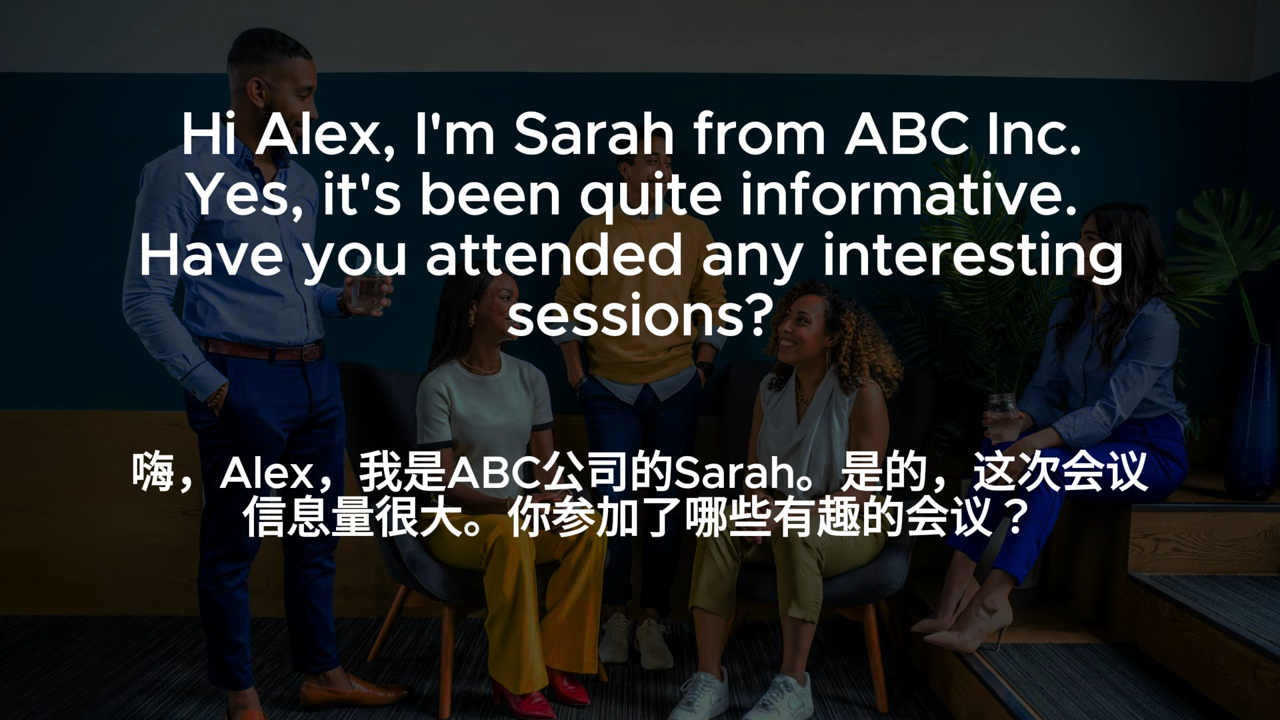 Hi Alex, I'm Sarah from ABC Inc.
Yes, it's been quite informative.
Have you attended any interesting
sessions?
嗨，Alex，我是ABC公司的Sarah。是的，这次会议
信息量很大。你参加了哪些有趣的会议？